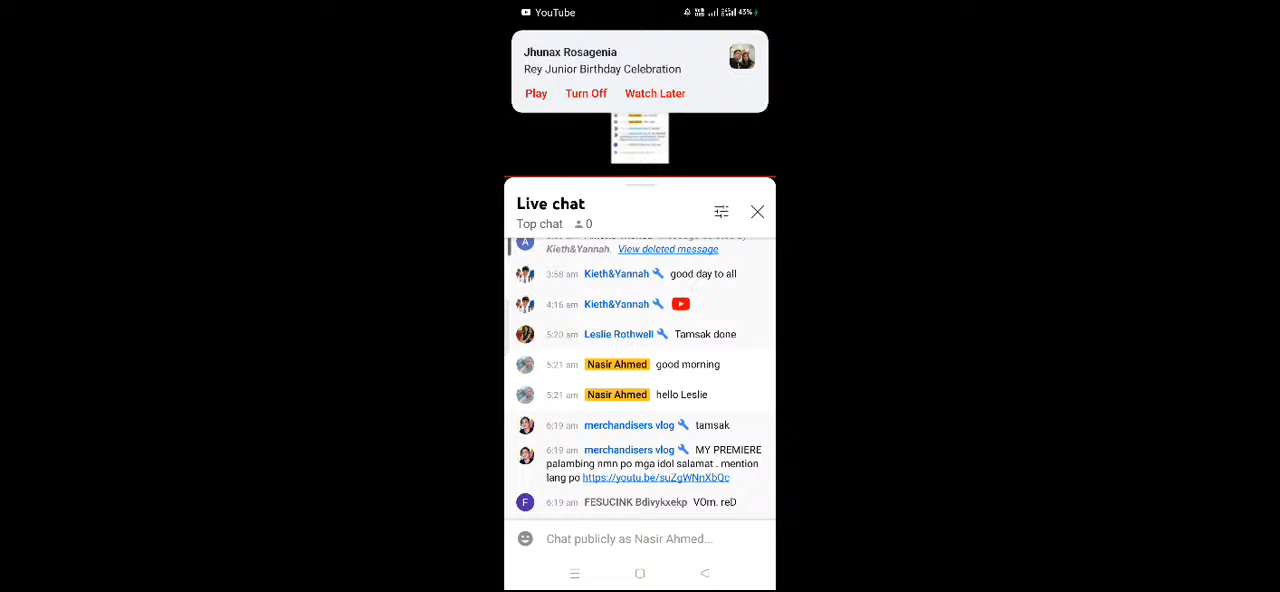 YouTube
43%
Jhunax Rosagenia
Rey Junior Birthday Celebration
Play Turn Off Watch Later
Live chat
Top chat 0
A
Kieth&Yannah. View deleted message
3:58 am Kieth&Yannah good day to all
4:16 am Kieth&Yannah
5:20 am Leslie Rothwell Tamsak done
5:21 am Nasir Ahmed good morning
5:21 am Nasir Ahmed hello Leslie
6:19 am merchandisers vlog tamsak
6:19 am merchandisers vlog MY PREMIERE
palambing nmn po mga idol salamat . mention
lang po https://youtu.be/suZgWNnXbQc
F 6:19 am FESUCINK Bdivykxekp VOm. reD
Chat publicly as Nasir Ahmed...